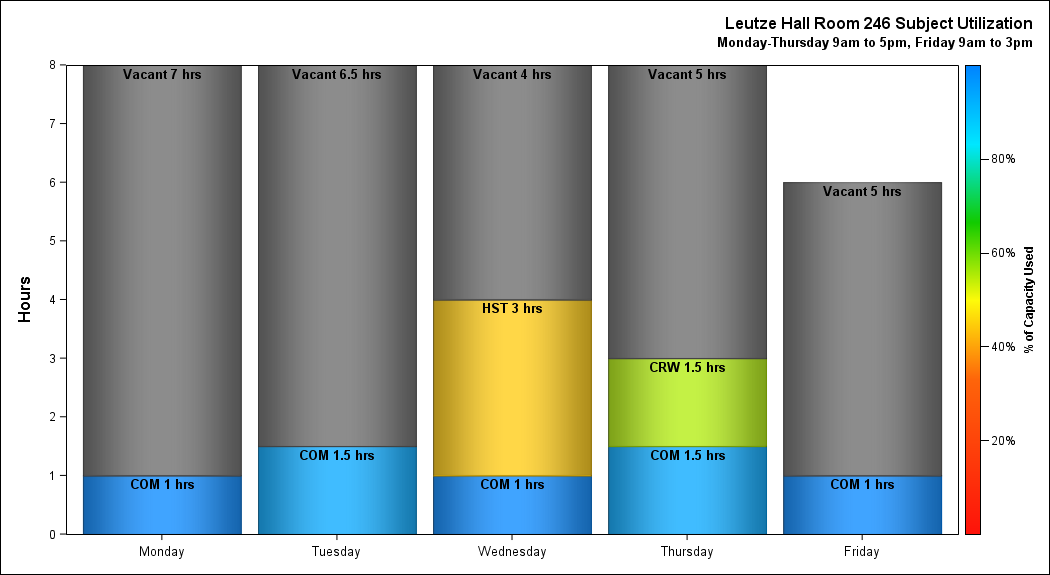 Leutze Hall Room 246 Subject Utilization
Monday-Thursday 9am to 5pm, Friday 9am to 3pm
Hours
8
7
6
5
4
3
2
1
0
Vacant 7 hrs
COM 1 hrs
Vacant 6.5 hrs
COM 1.5 hrs
Vacant 4 hrs
HST 3 hrs
COM 1 hrs
Vacant 5 hrs
CRW 1.5 hrs
COM 1.5 hrs
Vacant 5 hrs
COM 1 hrs
Monday
Tuesday
Wednesday
Thursday
Friday
80%
60%
40%
20%
% of Capacity Used